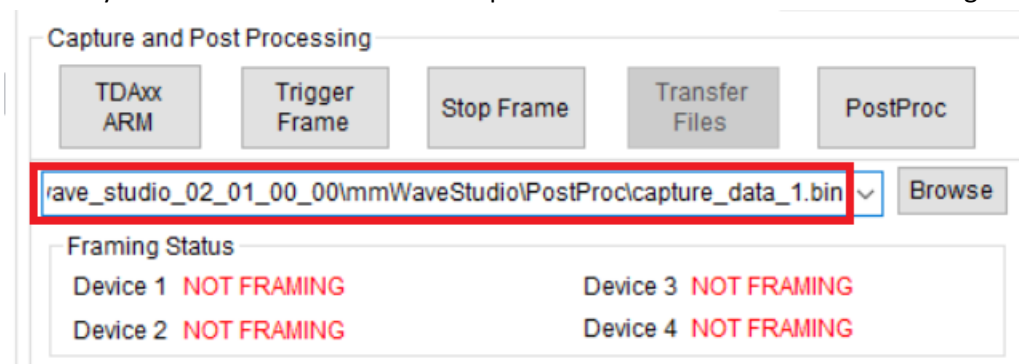 Capture and Post Processing
TDAxx ARM
Trigger Frame
Stop Frame
Transfer Files
PostProc
ave_studio_02_01_00_00\mmWaveStudio\PostProc\capture_data_1.bin
Browse
Framing Status
Device 1 NOT FRAMING
Device 3 NOT FRAMING
Device 2 NOT FRAMING
Device 4 NOT FRAMING